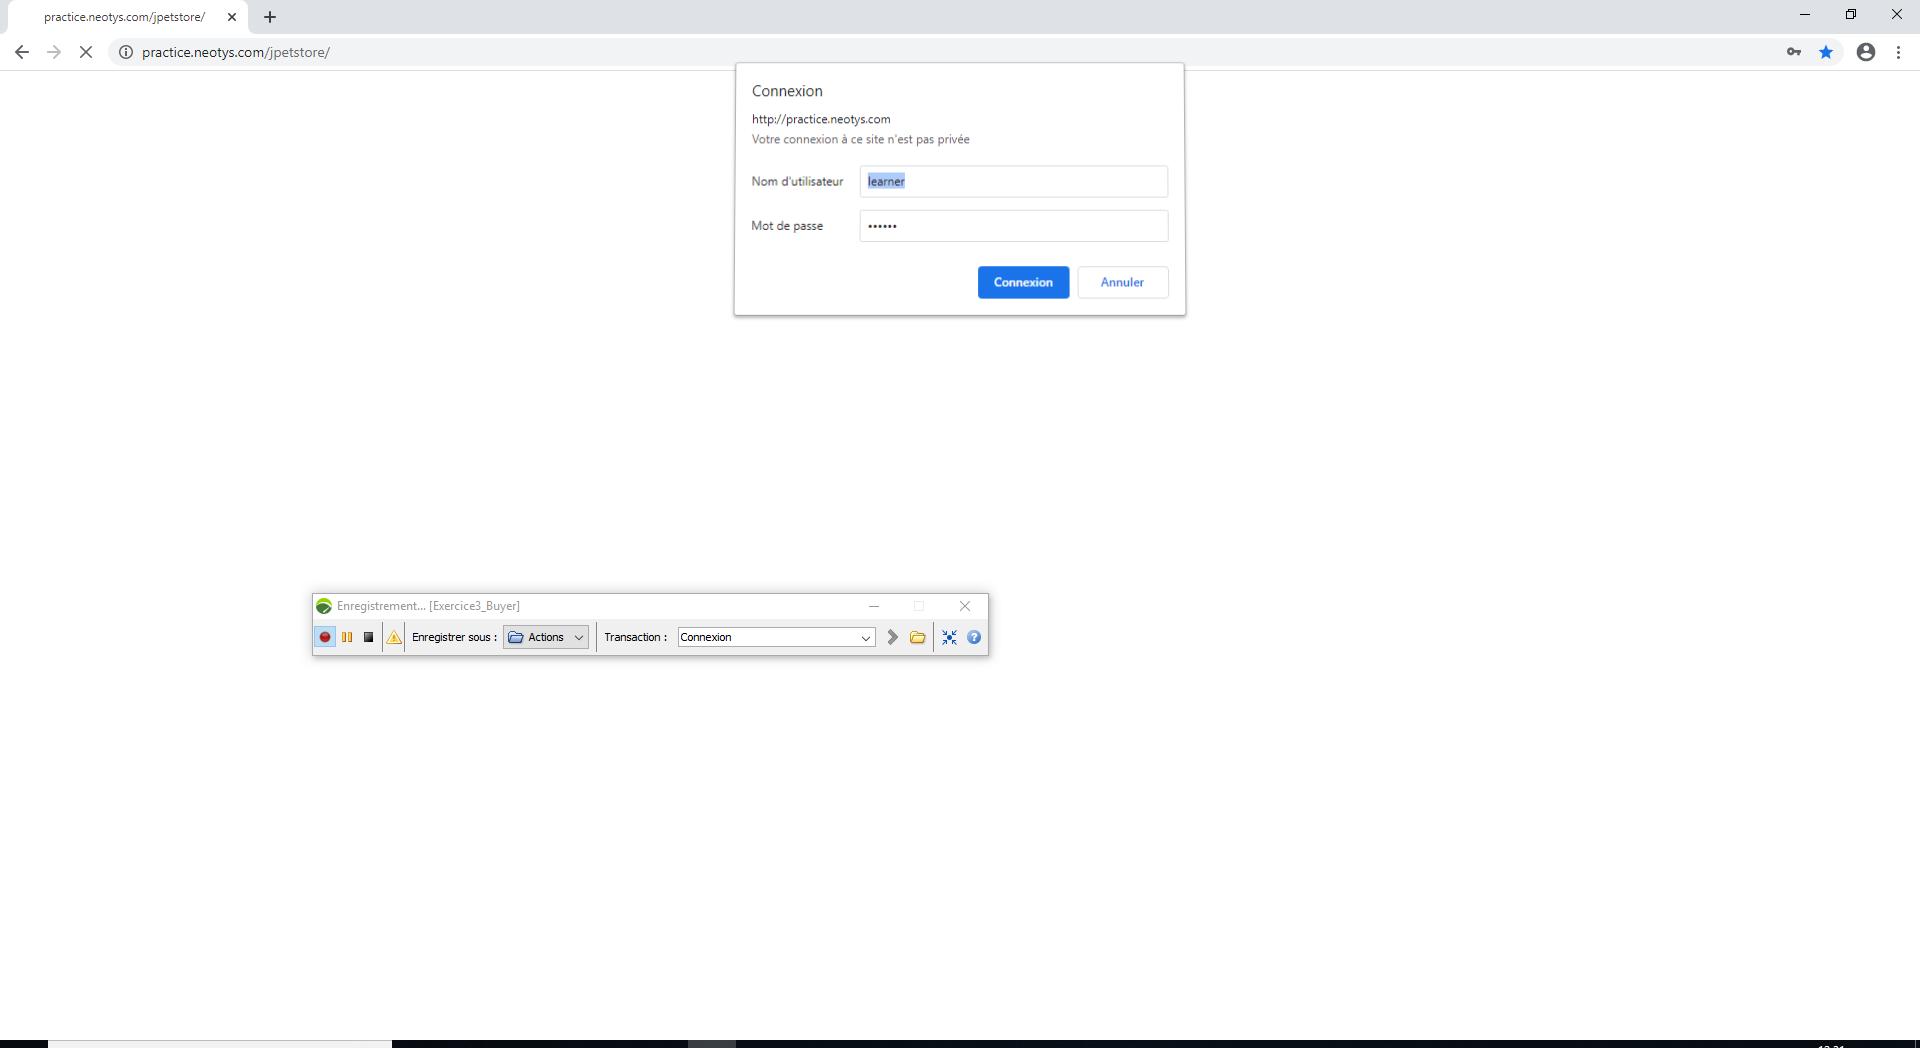 practice.neotys.com/jpetstore/
practice.neotys.com/jpetstore/
Connexion
http://practice.neotys.com
Votre connexion à ce site n'est pas privée
Nom d'utilisateur learner
Mot de passe ••••••
Connexion Annuler
Enregistrement... [Exercice3_Buyer]
Enregistrer sous : Actions Transaction : Connexion